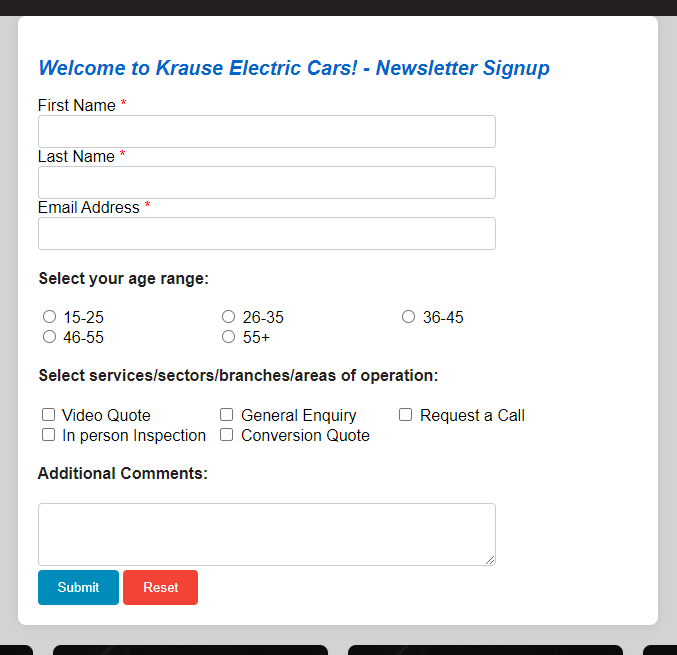 Welcome to Krause Electric Cars! - Newsletter Signup
First Name *
Last Name *
Email Address *
Select your age range:
15-25 26-35 36-45
46-55 55+
Select services/sectors/branches/areas of operation:
Video Quote General Enquiry Request a Call
In person Inspection Conversion Quote
Additional Comments:
Submit Reset